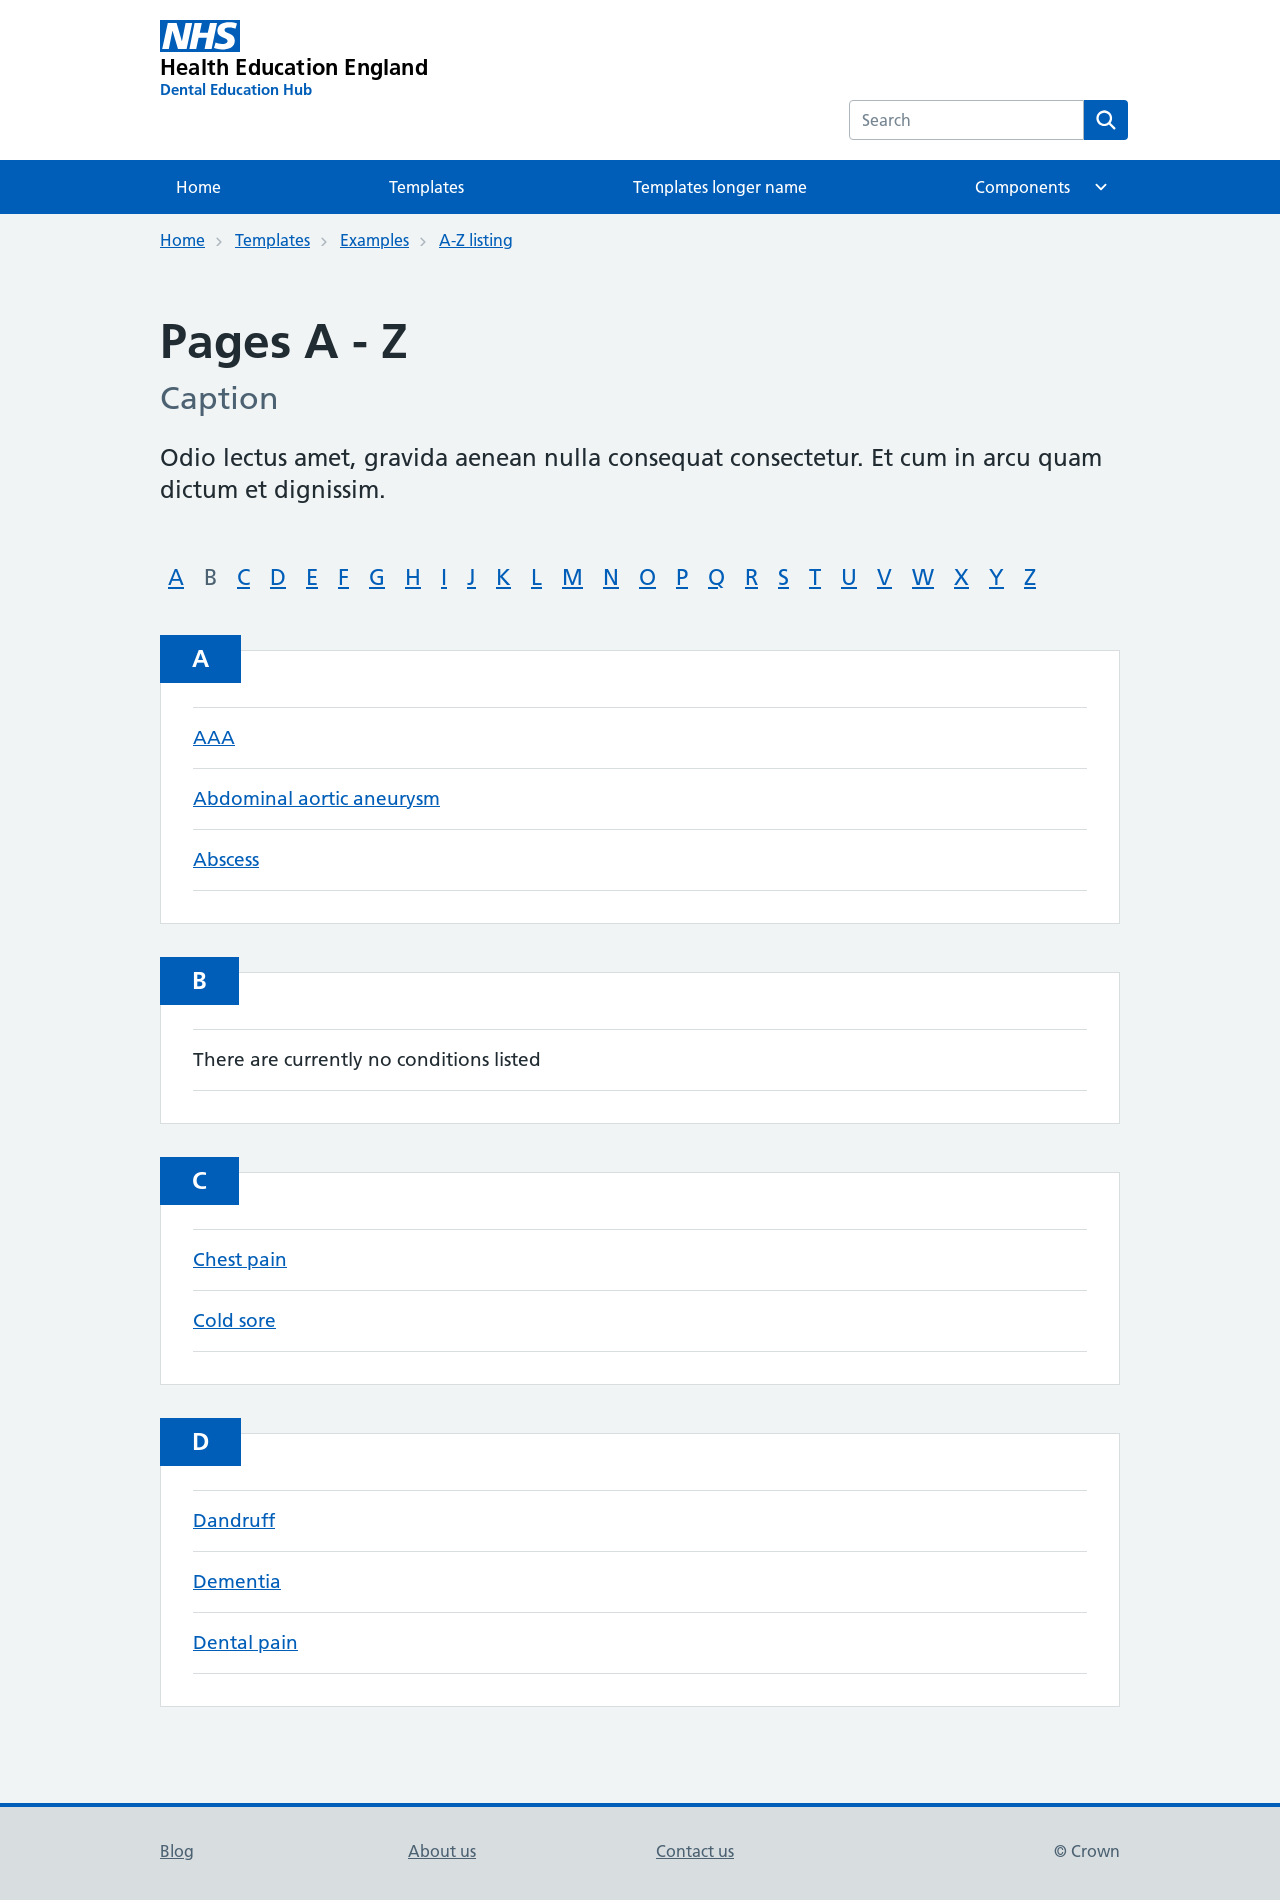 NHS
Health Education England
Dental Education Hub
Search
Home Templates Templates longer name Components
Home Templates Examples A-Z listing
Pages A - Z
Caption
Odio lectus amet, gravida aenean nulla consequat consectetur. Et cum in arcu quam
dictum et dignissim.
A B C D E F G H I J K L M N O P Q R S T U V W X Y Z
A
AAA
Abdominal aortic aneurysm
Abscess
B
There are currently no conditions listed
C
Chest pain
Cold sore
D
Dandruff
Dementia
Dental pain
Blog About us Contact us © Crown